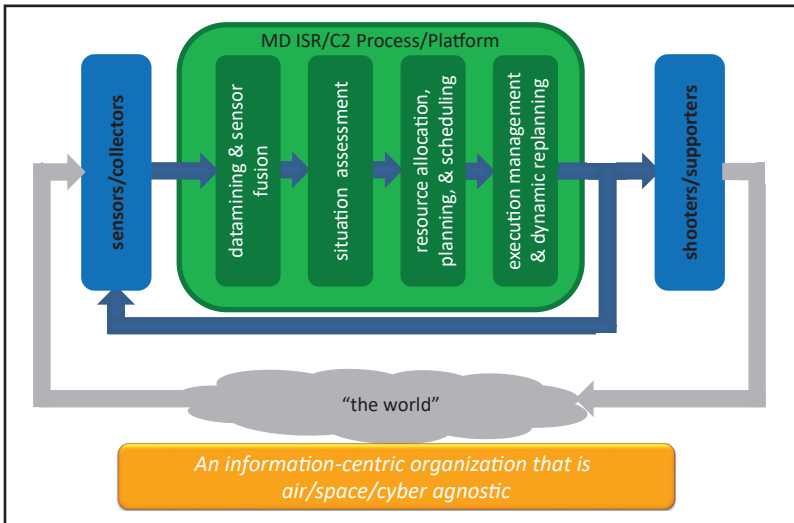 MD ISR/C2 Process/Platform
sensors/collectors
datamining & sensor
fusion
situation assessment
resource allocation,
planning, & scheduling
execution management
& dynamic replanning
shooters/supporters
“the world”
An information-centric organization that is
air/space/cyber agnostic